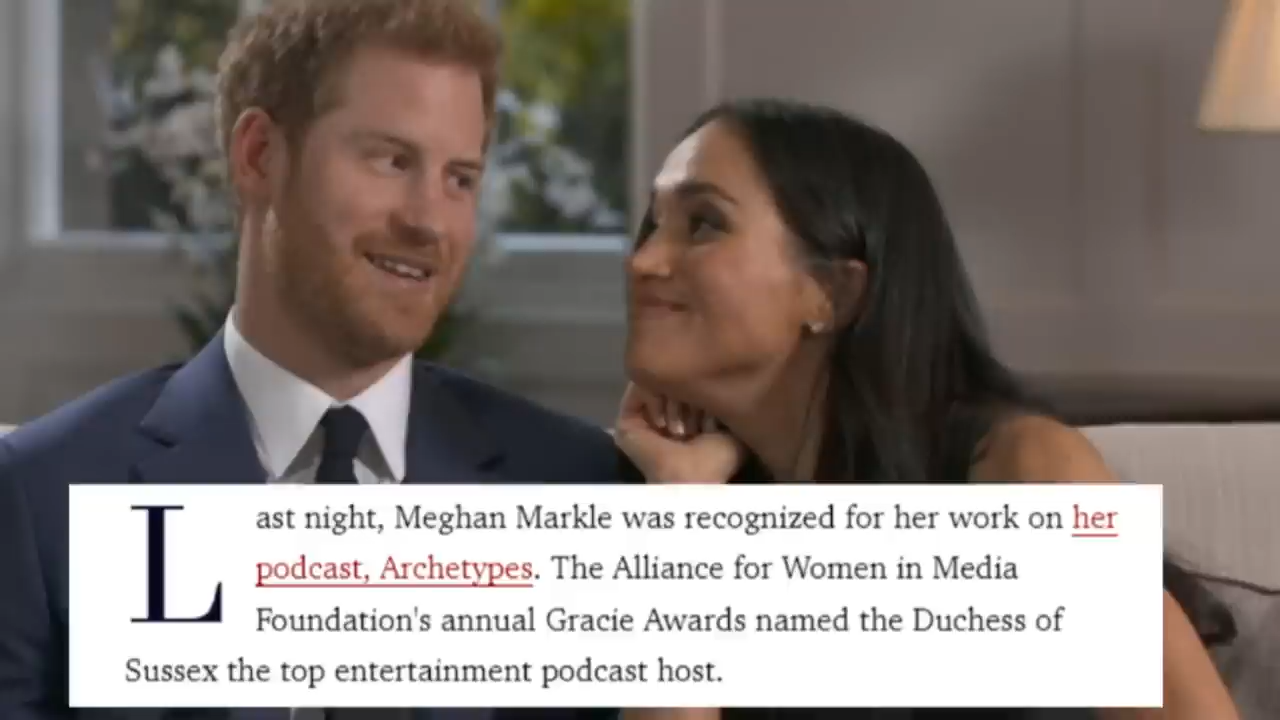 Last night, Meghan Markle was recognized for her work on her
podcast, Archetypes. The Alliance for Women in Media
Foundation's annual Gracie Awards named the Duchess of
Sussex the top entertainment podcast host.